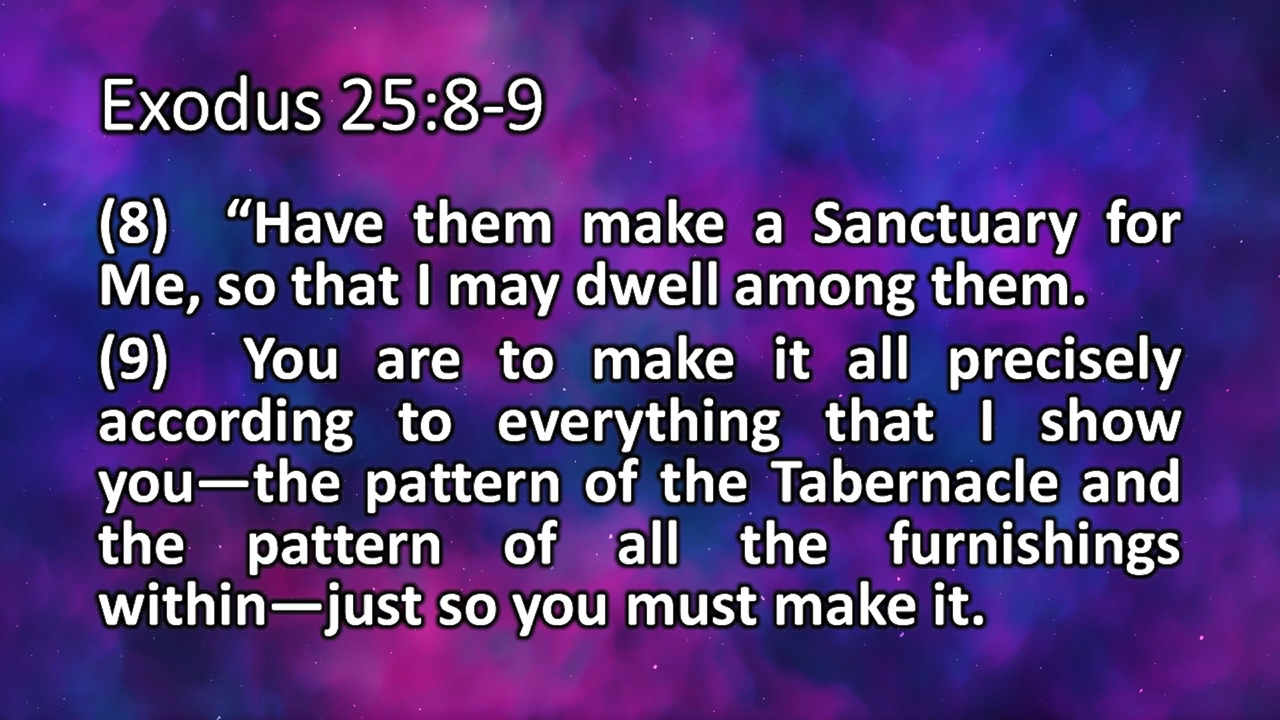 Exodus 25:8-9
(8) “Have them make a Sanctuary for
Me, so that I may dwell among them.
(9) You are to make it all precisely
according to everything that I show
you—the pattern of the Tabernacle and
the pattern of all the furnishings
within—just so you must make it.